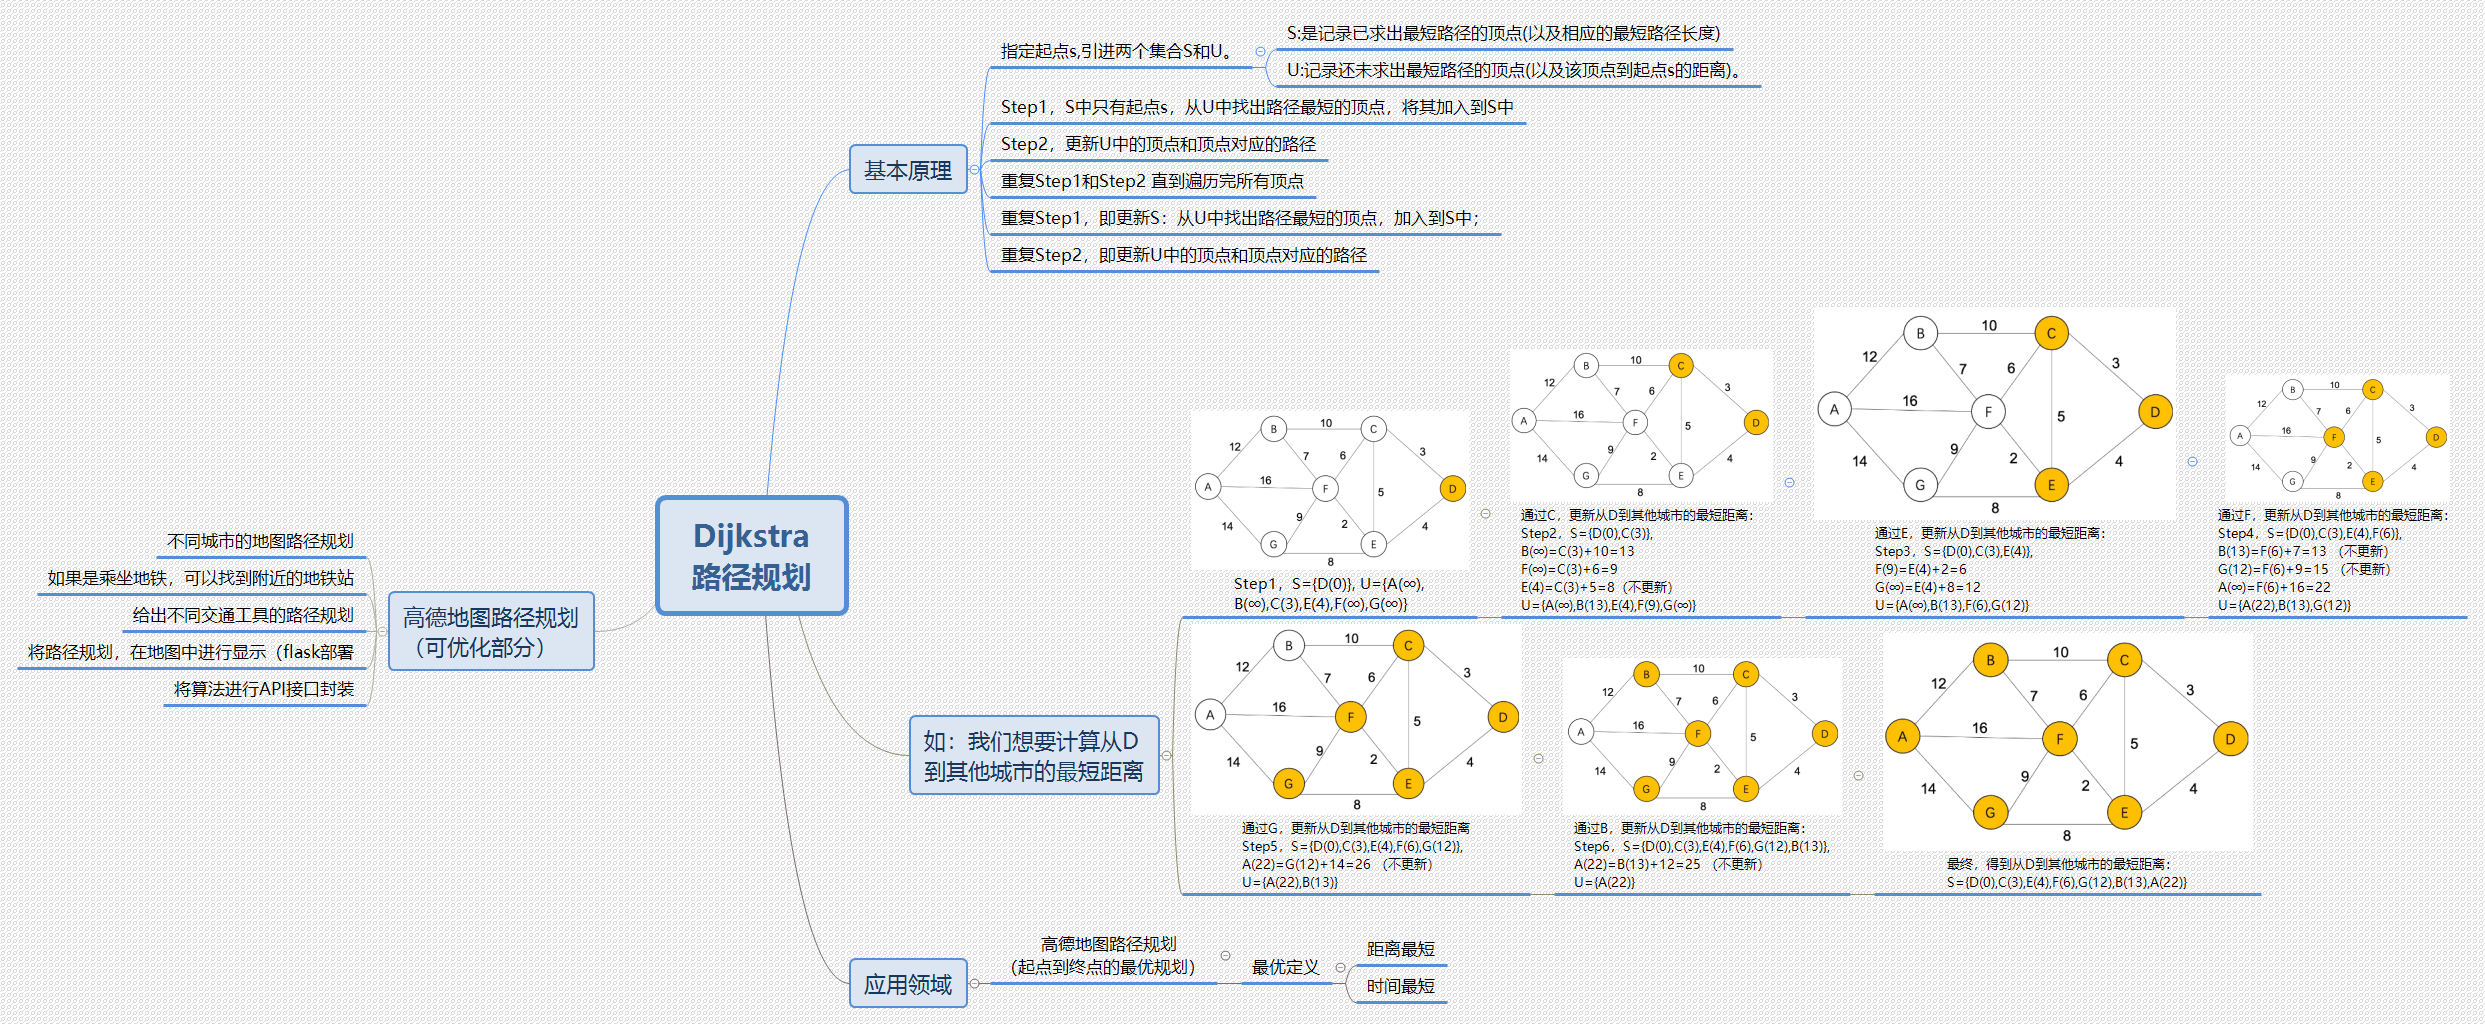 Dijkstra
路径规划
基本原理
指定起点s,引进两个集合S和U。
S:是记录已求出最短路径的顶点(以及相应的最短路径长度)
U:记录还未求出最短路径的顶点(以及该顶点到起点s的距离)。
Step1，S中只有起点s，从U中找出路径最短的顶点，将其加入到S中
Step2，更新U中的顶点和顶点对应的路径
重复Step1和Step2 直到遍历完所有顶点
重复Step1，即更新S：从U中找出路径最短的顶点，加入到S中；
重复Step2，即更新U中的顶点和顶点对应的路径
如：我们想要计算从D
到其他城市的最短距离
B 10 C
12 7 6 3
A 16 F 5 D
14 9 2 4
G 8 E
Step1，S={D(0)}, U={A(∞),
B(∞),C(3),E(4),F(∞),G(∞)}
B 10 C
12 7 6 3
A 16 F 5 D
14 9 2 4
G 8 E
通过C，更新从D到其他城市的最短距离：
Step2，S={D(0),C(3)},
B(∞)=C(3)+10=13
F(∞)=C(3)+6=9
E(4)=C(3)+5=8（不更新）
U={A(∞),B(13),E(4),F(9),G(∞)}
B 10 C
12 7 6 3
A 16 F 5 D
14 9 2 4
G 8 E
通过E，更新从D到其他城市的最短距离：
Step3，S={D(0),C(3),E(4)},
F(9)=E(4)+2=6
G(∞)=E(4)+8=12
U={A(∞),B(13),F(6),G(12)}
B 10 C
12 7 6 3
A 16 F 5 D
14 9 2 4
G 8 E
通过F，更新从D到其他城市的最短距离：
Step4，S={D(0),C(3),E(4),F(6)},
B(13)=F(6)+7=13 （不更新）
G(12)=F(6)+9=15 （不更新）
A(∞)=F(6)+16=22
U={A(22),B(13),G(12)}
B 10 C
12 7 6 3
A 16 F 5 D
14 9 2 4
G 8 E
通过G，更新从D到其他城市的最短距离
Step5，S={D(0),C(3),E(4),F(6),G(12)},
A(22)=G(12)+14=26 （不更新）
U={A(22),B(13)}
B 10 C
12 7 6 3
A 16 F 5 D
14 9 2 4
G 8 E
通过B，更新从D到其他城市的最短距离：
Step6，S={D(0),C(3),E(4),F(6),G(12),B(13)},
A(22)=B(13)+12=25 （不更新）
U={A(22)}
B 10 C
12 7 6 3
A 16 F 5 D
14 9 2 4
G 8 E
最终，得到从D到其他城市的最短距离：
S={D(0),C(3),E(4),F(6),G(12),B(13),A(22)}
应用领域
高德地图路径规划
（起点到终点的最优规划）
最优定义
距离最短
时间最短
高德地图路径规划
（可优化部分）
不同城市的地图路径规划
如果是乘坐地铁，可以找到附近的地铁站
给出不同交通工具的路径规划
将路径规划，在地图中进行显示（flask部署
将算法进行API接口封装